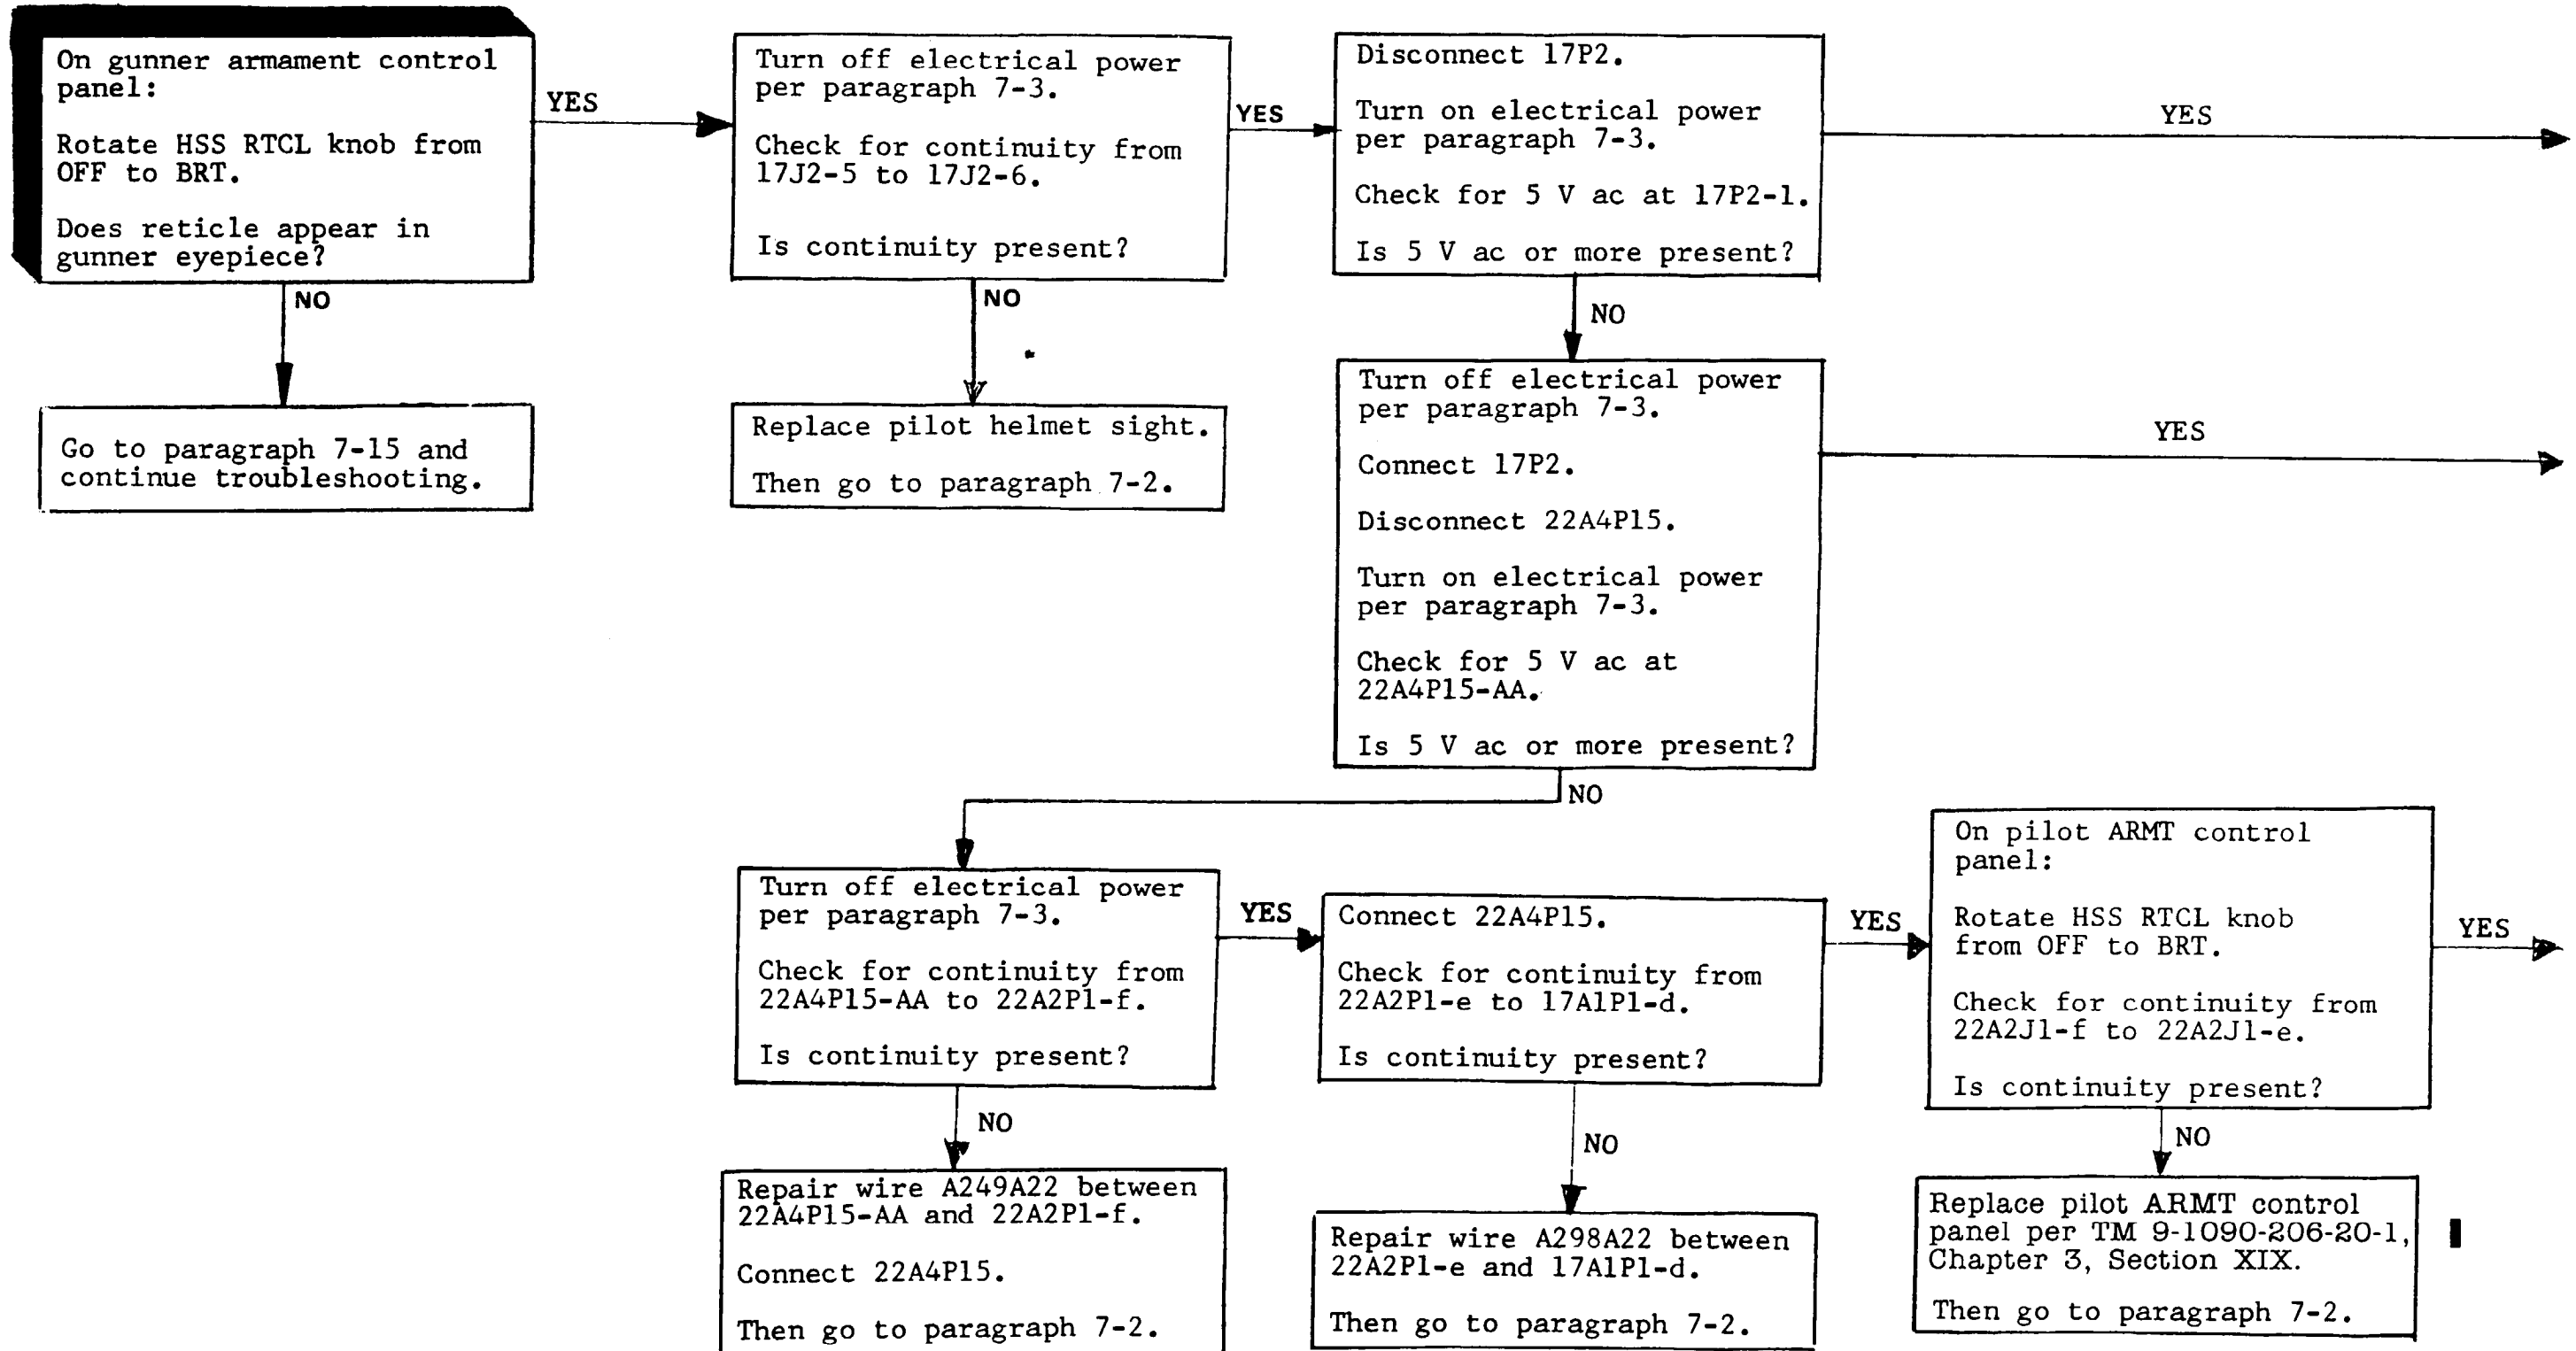 On gunner armament control
panel:
Rotate HSS RTCL knob from
OFF to BRT.
Does reticle appear in
gunner eyepiece?
YES
NO
Go to paragraph 7-15 and
continue troubleshooting.
Turn off electrical power
per paragraph 7-3.
Check for continuity from
17J2-5 to 17J2-6.
Is continuity present?
YES
NO
Replace pilot helmet sight.
Then go to paragraph 7-2.
Disconnect 17P2.
Turn on electrical power
per paragraph 7-3.
Check for 5 V ac at 17P2-1.
Is 5 V ac or more present?
YES
NO
Turn off electrical power
per paragraph 7-3.
Connect 17P2.
Disconnect 22A4P15.
Turn on electrical power
per paragraph 7-3.
Check for 5 V ac at
22A4P15-AA.
Is 5 V ac or more present?
YES
NO
Turn off electrical power
per paragraph 7-3.
Check for continuity from
22A4P15-AA to 22A2P1-f.
Is continuity present?
YES
NO
Repair wire A249A22 between
22A4P15-AA and 22A2P1-f.
Connect 22A4P15.
Then go to paragraph 7-2.
Connect 22A4P15.
Check for continuity from
22A2P1-e to 17A1P1-d.
Is continuity present?
YES
NO
Repair wire A298A22 between
22A2P1-e and 17A1P1-d.
Then go to paragraph 7-2.
On pilot ARMT control
panel:
Rotate HSS RTCL knob
from OFF to BRT.
Check for continuity from
22A2J1-f to 22A2J1-e.
Is continuity present?
YES
NO
Replace pilot ARMT control
panel per TM 9-1090-206-20-1,
Chapter 3, Section XIX.
Then go to paragraph 7-2.